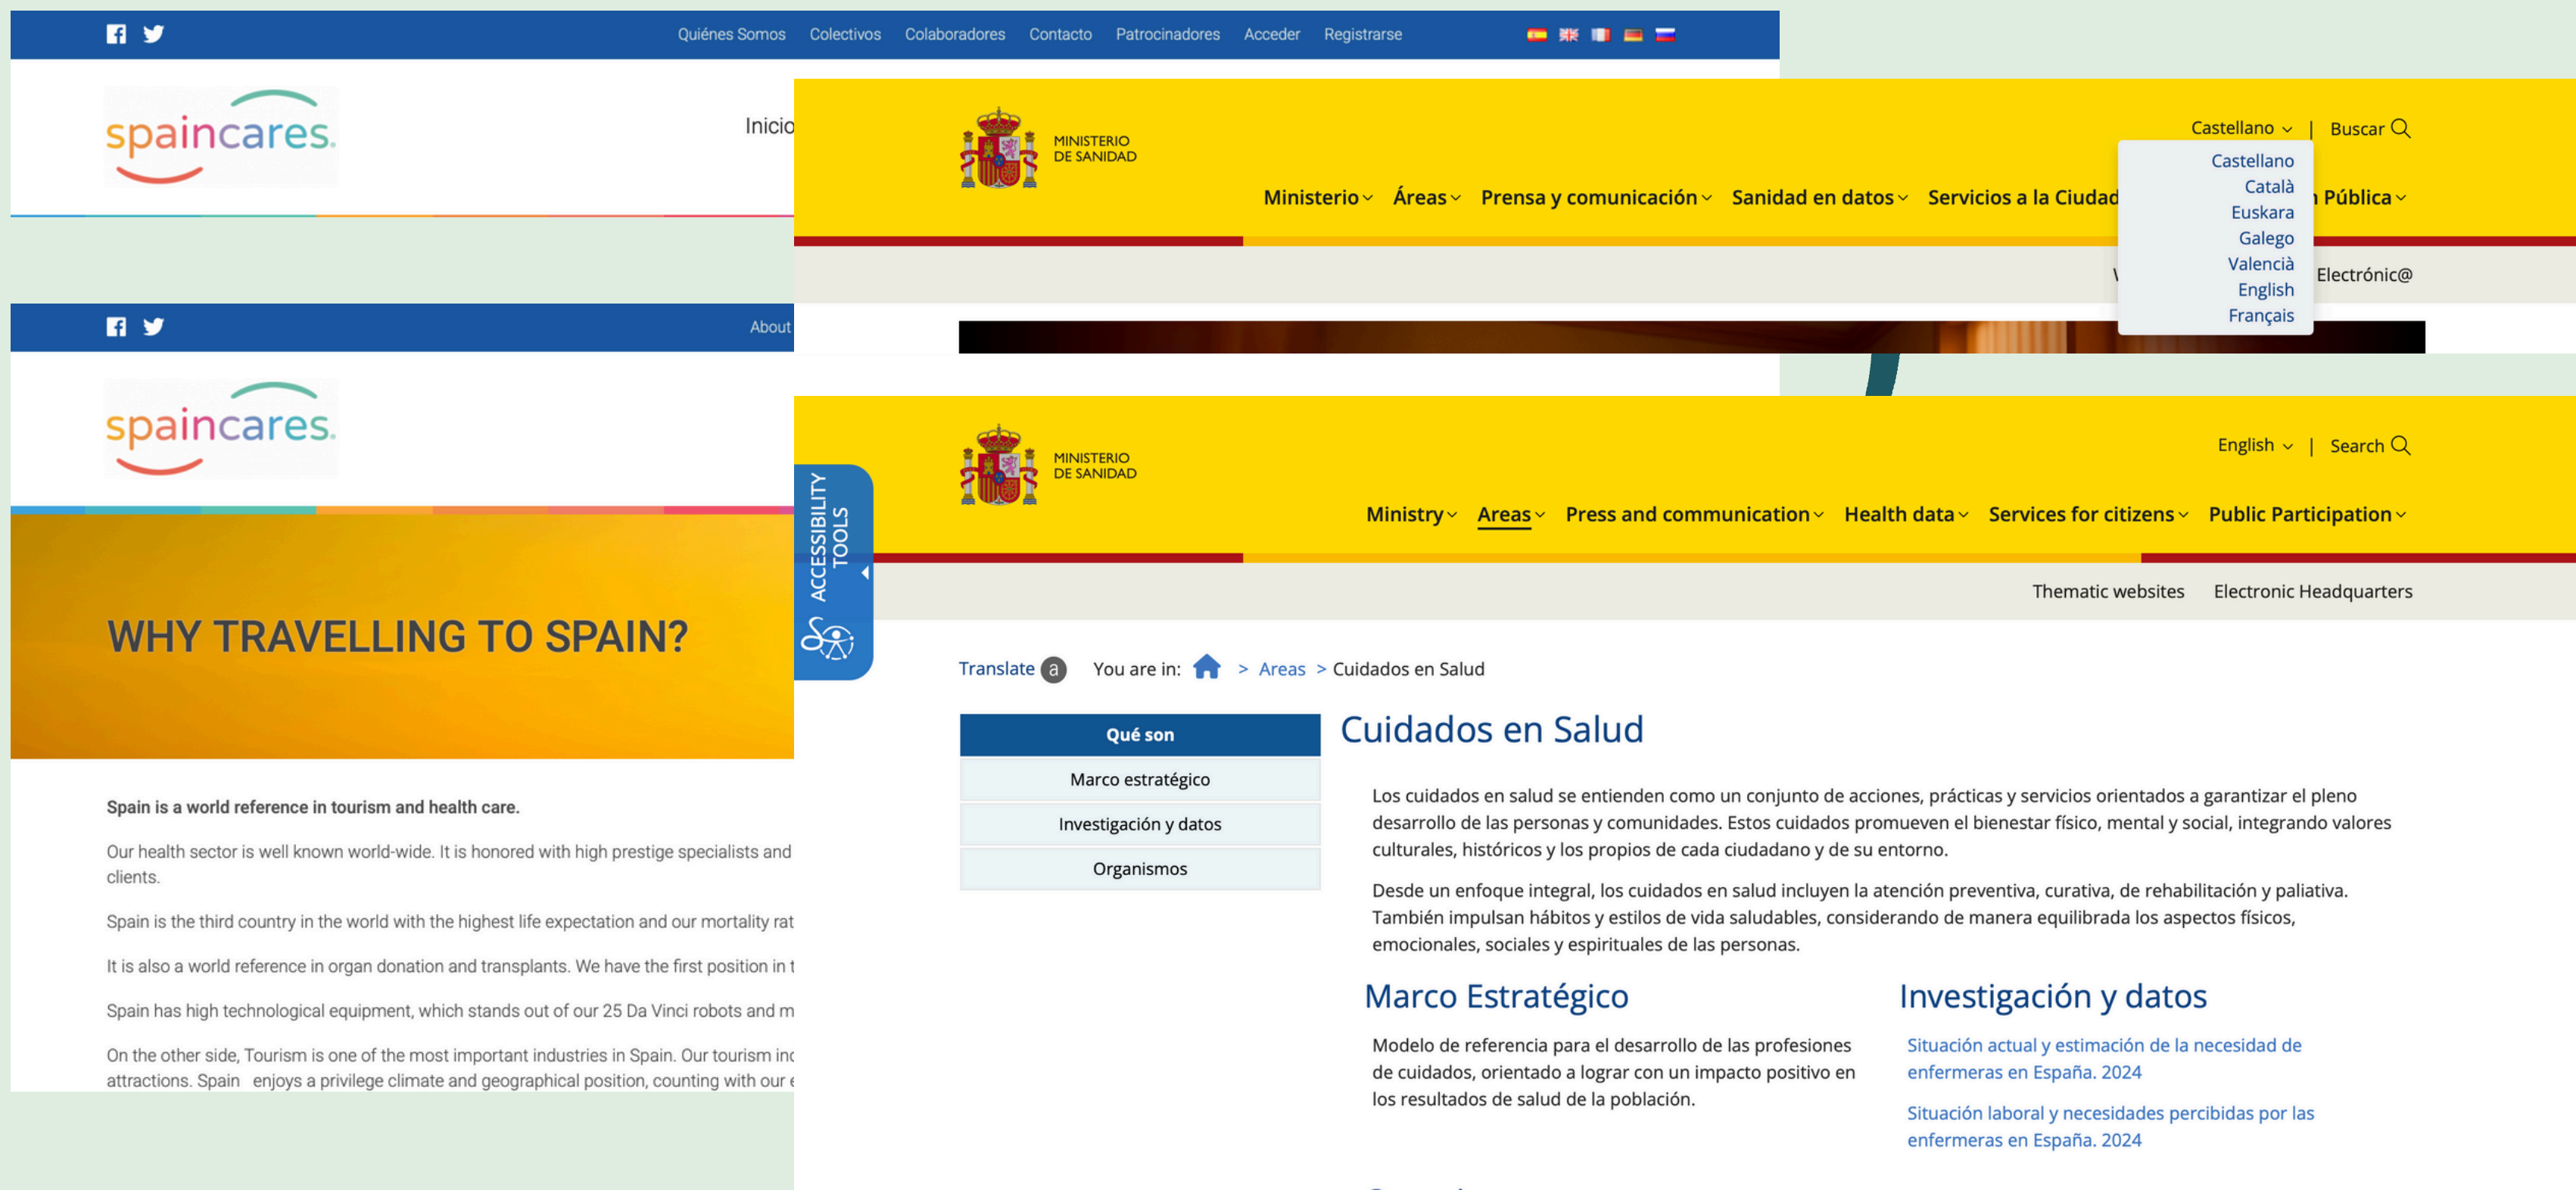 Quiénes Somos Colectivos Colaboradores Contacto Patrocinadores Acceder Registrarse
spaincares.
Inicio
MINISTERIO
DE SANIDAD
Castellano | Buscar
Castellano
Català
Euskara
Galego
Valencià
English
Français
Ministerio Áreas Prensa y comunicación Sanidad en datos Servicios a la Ciudad Pública
Electrónic@
About
spaincares.
WHY TRAVELLING TO SPAIN?
Spain is a world reference in tourism and health care.
Our health sector is well known world-wide. It is honored with high prestige specialists and
clients.
Spain is the third country in the world with the highest life expectation and our mortality rat
It is also a world reference in organ donation and transplants. We have the first position in t
Spain has high technological equipment, which stands out of our 25 Da Vinci robots and m
On the other side, Tourism is one of the most important industries in Spain. Our tourism inc
attractions. Spain enjoys a privilege climate and geographical position, counting with our e
MINISTERIO
DE SANIDAD
English | Search
Ministry Areas Press and communication Health data Services for citizens Public Participation
ACCESSIBILITY
TOOLS
Thematic websites Electronic Headquarters
Translate a You are in: > Areas > Cuidados en Salud
Qué son
Marco estratégico
Investigación y datos
Organismos
Cuidados en Salud
Los cuidados en salud se entienden como un conjunto de acciones, prácticas y servicios orientados a garantizar el pleno
desarrollo de las personas y comunidades. Estos cuidados promueven el bienestar físico, mental y social, integrando valores
culturales, históricos y los propios de cada ciudadano y de su entorno.
Desde un enfoque integral, los cuidados en salud incluyen la atención preventiva, curativa, de rehabilitación y paliativa.
También impulsan hábitos y estilos de vida saludables, considerando de manera equilibrada los aspectos físicos,
emocionales, sociales y espirituales de las personas.
Marco Estratégico
Modelo de referencia para el desarrollo de las profesiones
de cuidados, orientado a lograr con un impacto positivo en
los resultados de salud de la población.
Investigación y datos
Situación actual y estimación de la necesidad de
enfermeras en España. 2024
Situación laboral y necesidades percibidas por las
enfermeras en España. 2024